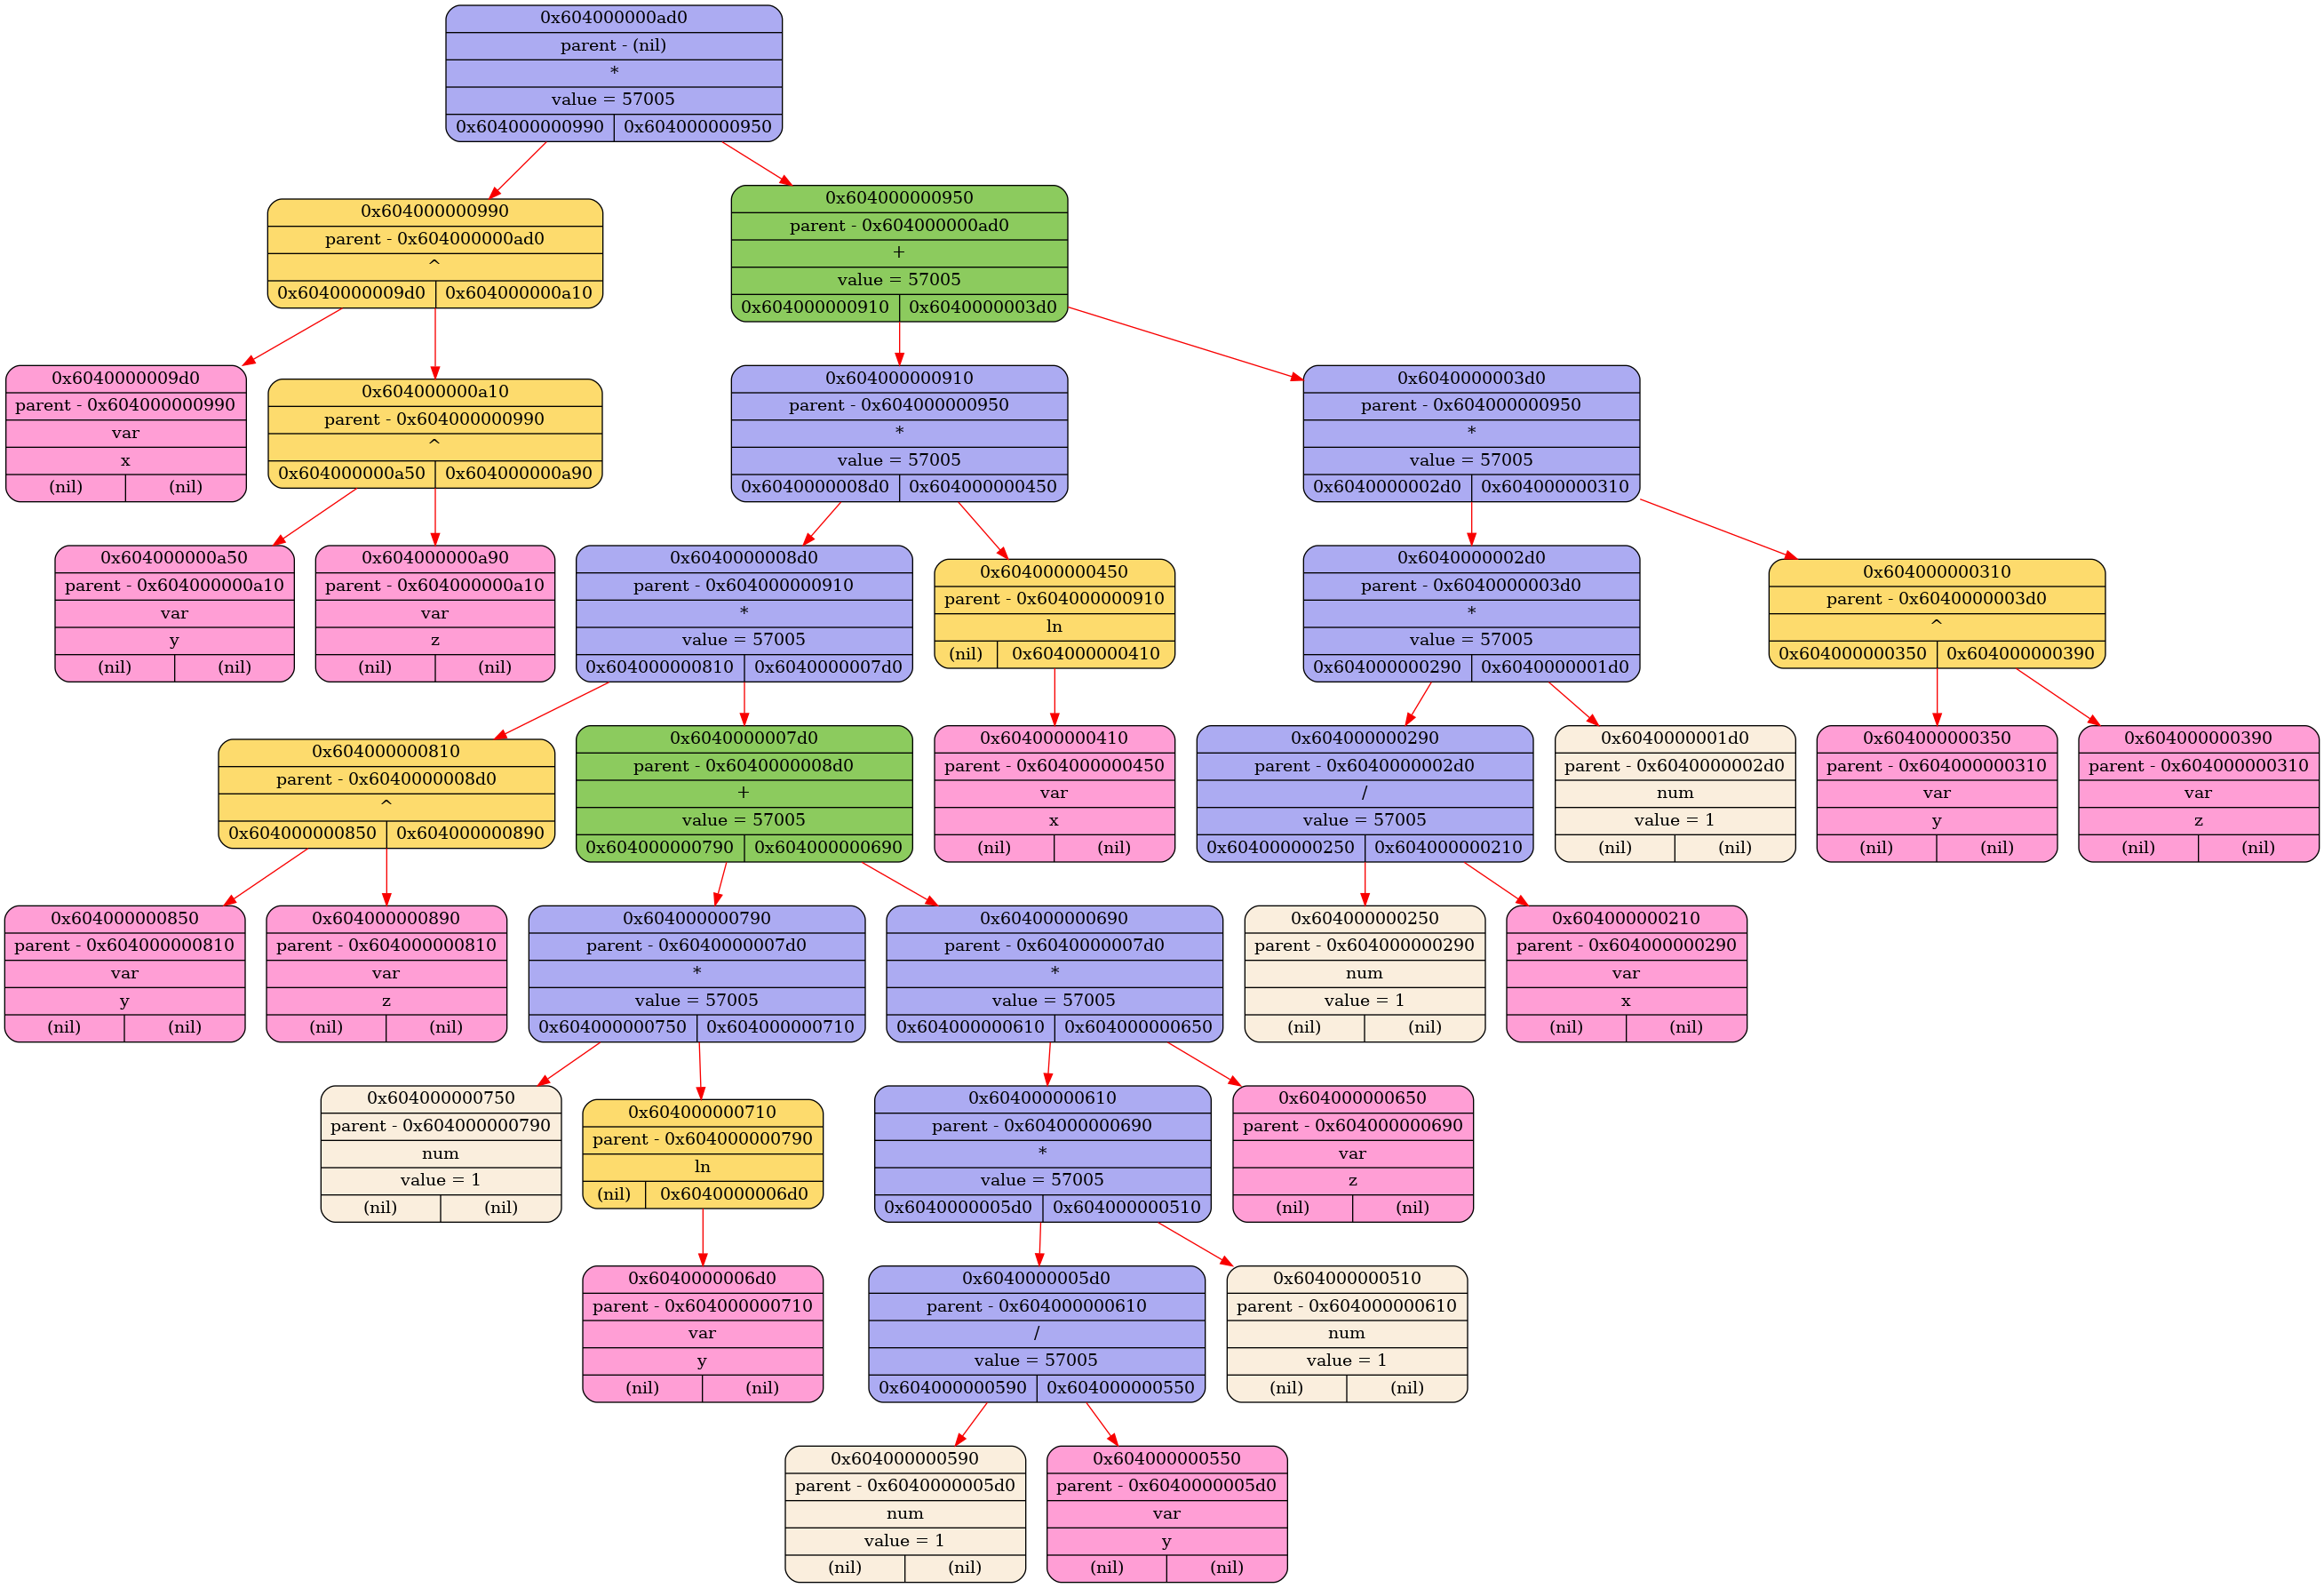 0x604000000ad0
parent - (nil)
*
value = 57005
0x604000000990 0x604000000950
0x604000000990
parent - 0x604000000ad0
^
0x6040000009d0 0x604000000a10
0x604000000950
parent - 0x604000000ad0
+
value = 57005
0x604000000910 0x6040000003d0
0x6040000009d0
parent - 0x604000000990
var
x
(nil) (nil)
0x604000000a10
parent - 0x604000000990
^
0x604000000a50 0x604000000a90
0x604000000910
parent - 0x604000000950
*
value = 57005
0x6040000008d0 0x604000000450
0x6040000003d0
parent - 0x604000000950
*
value = 57005
0x6040000002d0 0x604000000310
0x604000000a50
parent - 0x604000000a10
var
y
(nil) (nil)
0x604000000a90
parent - 0x604000000a10
var
z
(nil) (nil)
0x6040000008d0
parent - 0x604000000910
*
value = 57005
0x604000000810 0x6040000007d0
0x604000000450
parent - 0x604000000910
ln
(nil) 0x604000000410
0x6040000002d0
parent - 0x6040000003d0
*
value = 57005
0x604000000290 0x6040000001d0
0x604000000310
parent - 0x6040000003d0
^
0x604000000350 0x604000000390
0x604000000810
parent - 0x6040000008d0
^
0x604000000850 0x604000000890
0x6040000007d0
parent - 0x6040000008d0
+
value = 57005
0x604000000790 0x604000000690
0x604000000410
parent - 0x604000000450
var
x
(nil) (nil)
0x604000000290
parent - 0x6040000002d0
/
value = 57005
0x604000000250 0x604000000210
0x6040000001d0
parent - 0x6040000002d0
num
value = 1
(nil) (nil)
0x604000000350
parent - 0x604000000310
var
y
(nil) (nil)
0x604000000390
parent - 0x604000000310
var
z
(nil) (nil)
0x604000000850
parent - 0x604000000810
var
y
(nil) (nil)
0x604000000890
parent - 0x604000000810
var
z
(nil) (nil)
0x604000000790
parent - 0x6040000007d0
*
value = 57005
0x604000000750 0x604000000710
0x604000000690
parent - 0x6040000007d0
*
value = 57005
0x604000000610 0x604000000650
0x604000000250
parent - 0x604000000290
num
value = 1
(nil) (nil)
0x604000000210
parent - 0x604000000290
var
x
(nil) (nil)
0x604000000750
parent - 0x604000000790
num
value = 1
(nil) (nil)
0x604000000710
parent - 0x604000000790
ln
(nil) 0x6040000006d0
0x604000000610
parent - 0x604000000690
*
value = 57005
0x6040000005d0 0x604000000510
0x604000000650
parent - 0x604000000690
var
z
(nil) (nil)
0x6040000006d0
parent - 0x604000000710
var
y
(nil) (nil)
0x6040000005d0
parent - 0x604000000610
/
value = 57005
0x604000000590 0x604000000550
0x604000000510
parent - 0x604000000610
num
value = 1
(nil) (nil)
0x604000000590
parent - 0x6040000005d0
num
value = 1
(nil) (nil)
0x604000000550
parent - 0x6040000005d0
var
y
(nil) (nil)